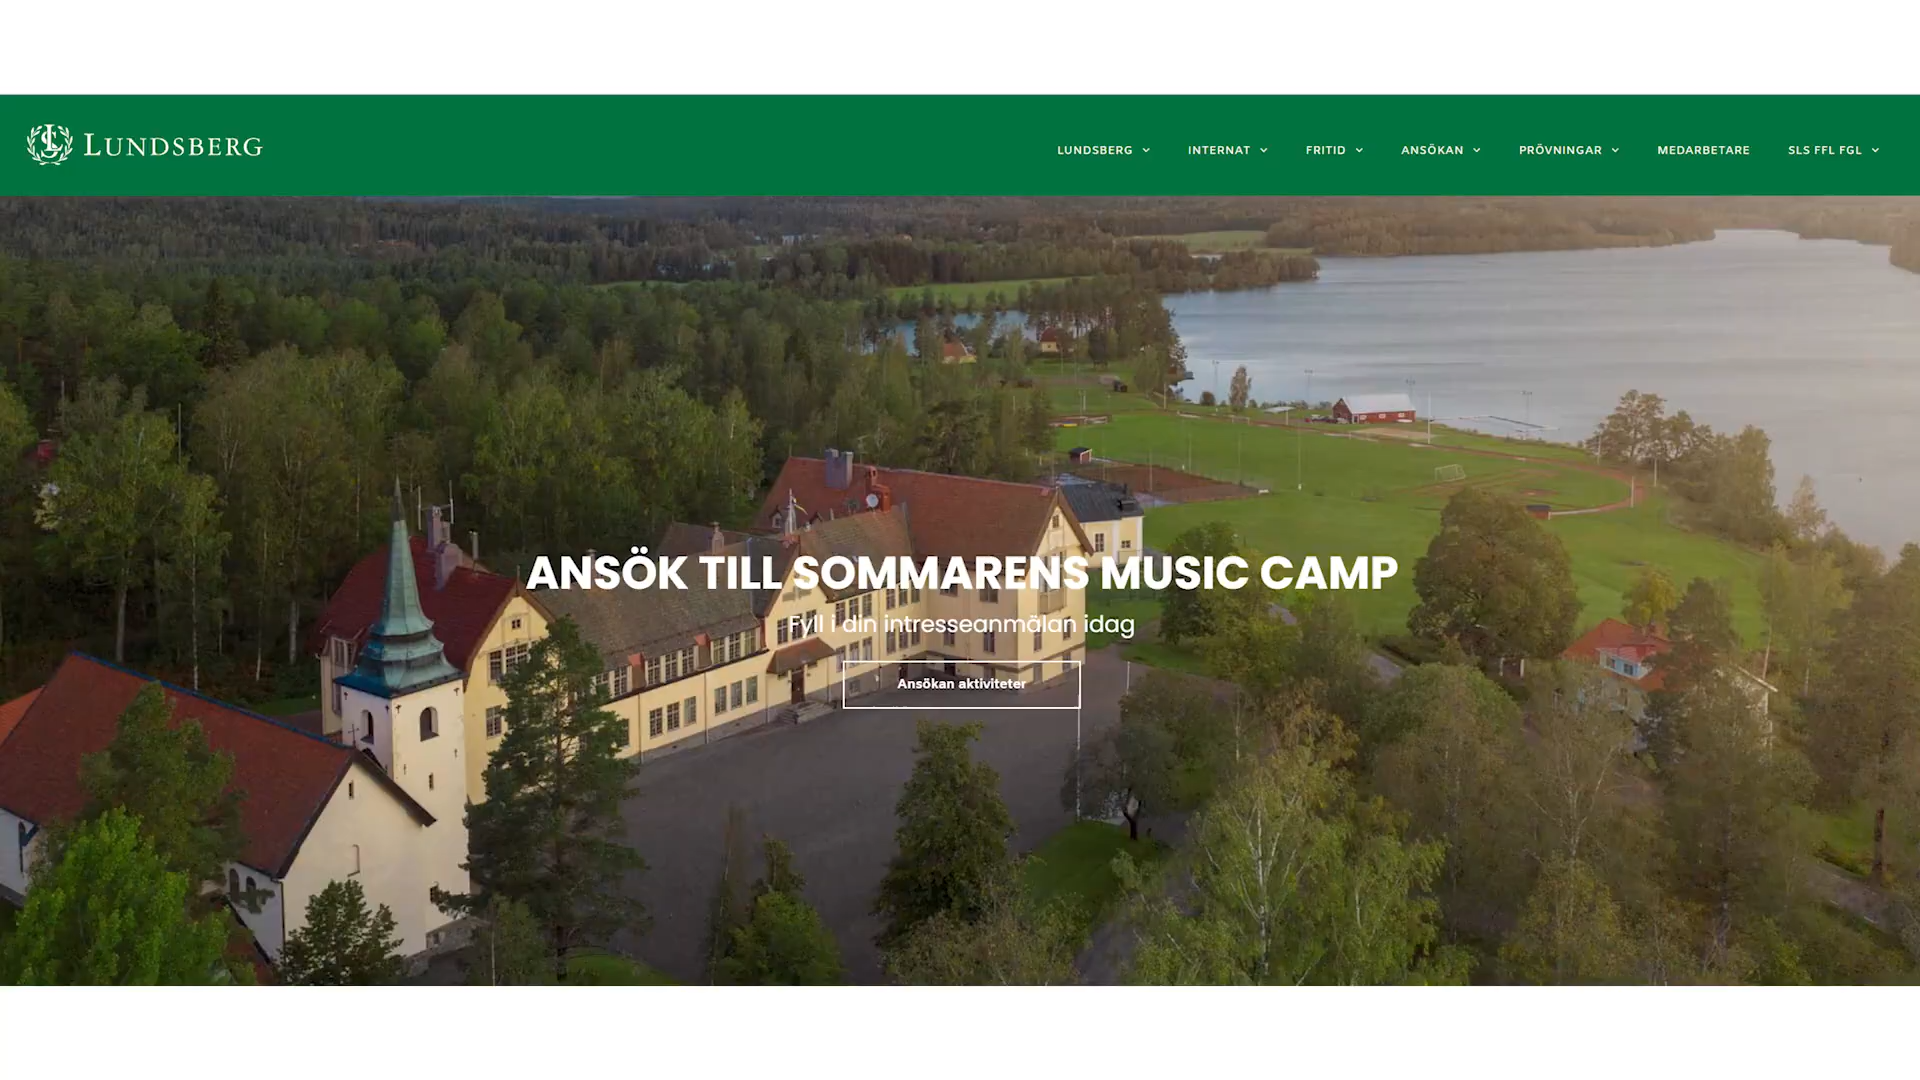 LUNDSBERG
LUNDSBERG INTERNAT FRITID ANSÖKAN PRÖVNINGAR MEDARBETARE SLS FFL FGL
ANSÖK TILL SOMMARENS MUSIC CAMP
Fyll i din intresseanmälan idag
Ansökan aktiviteter